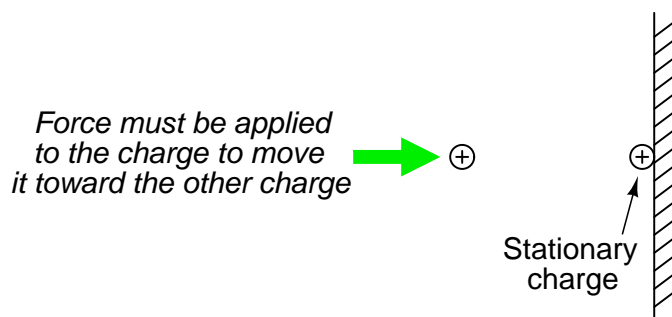 Force must be applied
to the charge to move
it toward the other charge
+
+
Stationary
charge